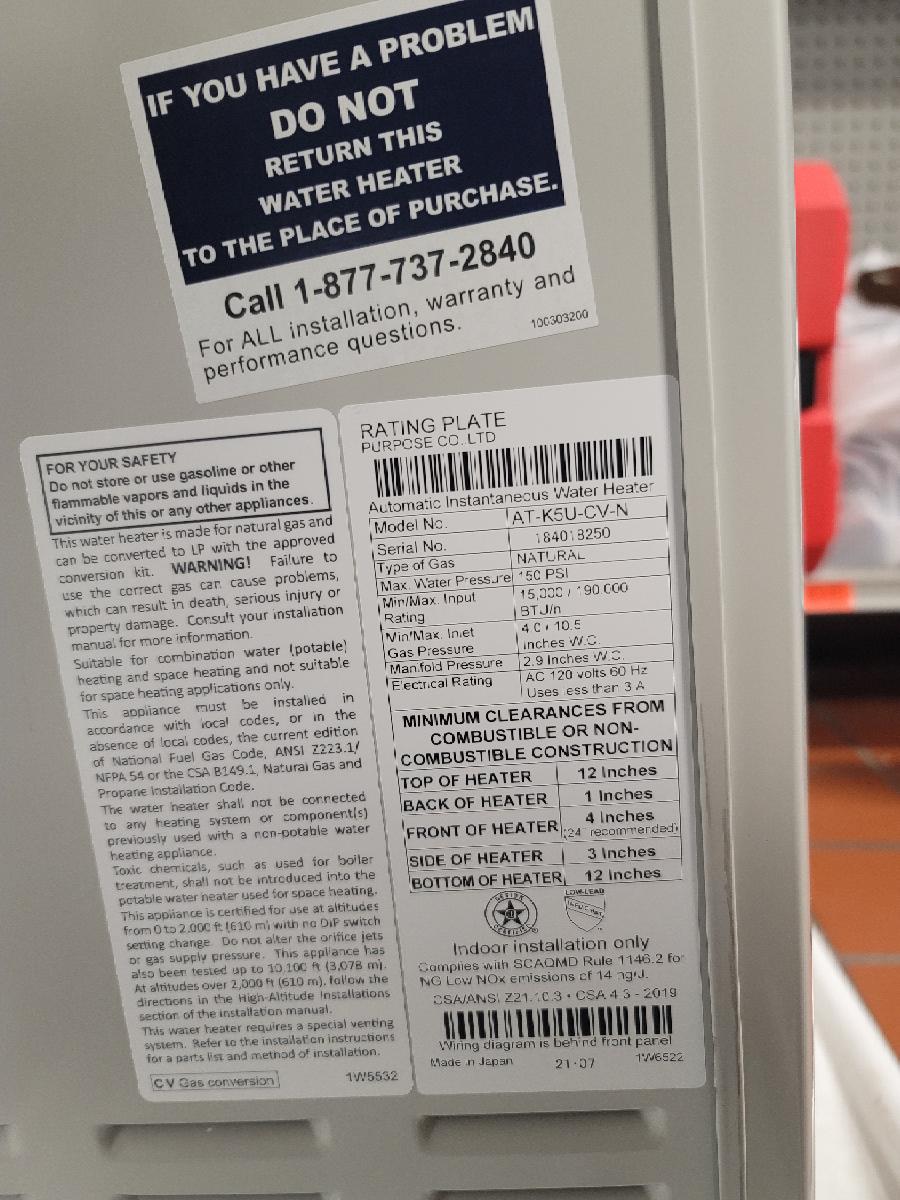 IF YOU HAVE A PROBLEM
DO NOT
RETURN THIS
WATER HEATER
TO THE PLACE OF PURCHASE.
Call 1-877-737-2840
For ALL installation, warranty and
performance questions.
100303200
FOR YOUR SAFETY
Do not store or use gasoline or other
flammable vapors and liquids in the
vicinity of this or any other appliances.
This water heater is made for natural gas and
can be converted to LP with the approved
conversion kit. WARNING! Failure to
use the correct gas can cause problems,
which can result in death, serious injury or
property damage. Consult your installation
manual for more information.
Suitable for combination water (potable)
heating and space heating and not suitable
for space heating applications only.
This appliance must be installed in
accordance with local codes, or in the
absence of local codes, the current edition
of National Fuel Gas Code, ANSI Z223.1/
NFPA 54 or the CSA B149.1, Natural Gas and
Propane Installation Code.
The water heater shall not be connected
to any heating system or component(s)
previously used with a non-potable water
heating appliance.
Toxic chemicals, such as used for boiler
treatment, shall not be introduced into the
potable water heater used for space heating.
This appliance is certified for use at altitudes
from 0 to 2,000 ft (610 m) with no DIP switch
setting change. Do not alter the orifice jets
or gas supply pressure. This appliance has
also been tested up to 10,100 ft (3,078 m).
At altitudes over 2,000 ft (610 m), follow the
directions in the High-Altitude Installations
section of the installation manual.
This water heater requires a special venting
system. Refer to the installation instructions
for a parts list and method of installation.
CV Gas conversion
1W5532
RATING PLATE
PURPOSE CO.,LTD
Automatic Instantaneous Water Heater
Model No. AT-K5U-CV-N
Serial No. 184018250
Type of Gas NATURAL
Max. Water Pressure 150 PSI
Min/Max. Input 15,000 / 190,000
Rating BTU/h
Min/Max. Inlet 4.0 / 10.5
Gas Pressure Inches W.C.
Manifold Pressure 2.9 Inches W.C.
Electrical Rating AC 120 volts 60 Hz
Uses less than 3 A
MINIMUM CLEARANCES FROM
COMBUSTIBLE OR NON-
COMBUSTIBLE CONSTRUCTION
TOP OF HEATER 12 Inches
BACK OF HEATER 1 Inches
FRONT OF HEATER 4 Inches
(24" recommended)
SIDE OF HEATER 3 Inches
BOTTOM OF HEATER 12 Inches
DESIGN
CERTIFIED
LOW-LEAD
Indoor installation only
Complies with SCAQMD Rule 1146.2 for
NG Low NOx emissions of 14 ng/J.
CSA/ANSI Z21.10.3 • CSA 4.3 - 2019
Wiring diagram is behind front panel
Made in Japan 21-07 1W6522